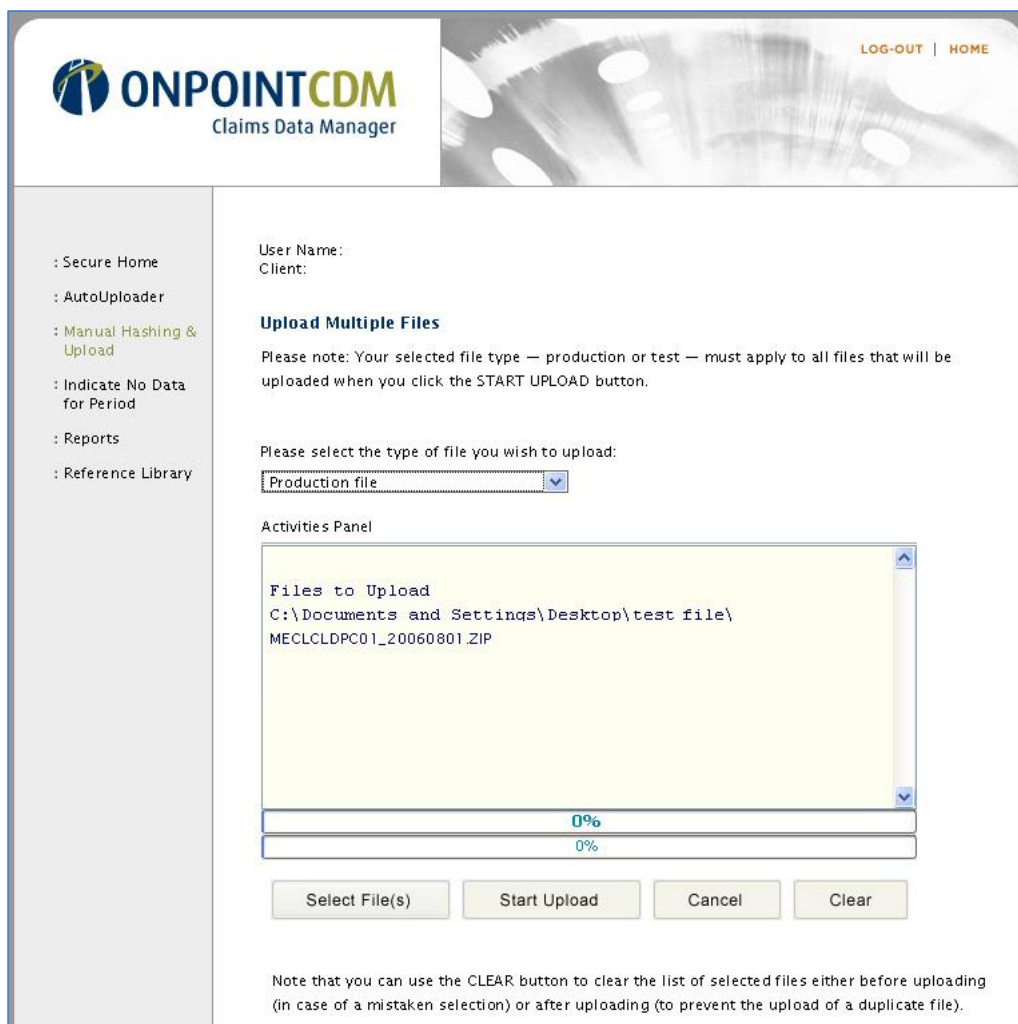 LOG-OUT | HOME
ONPOINTCDM
Claims Data Manager
: Secure Home
: AutoUploader
: Manual Hashing &
Upload
: Indicate No Data
for Period
: Reports
: Reference Library
User Name:
Client:
Upload Multiple Files
Please note: Your selected file type — production or test — must apply to all files that will be
uploaded when you click the START UPLOAD button.
Please select the type of file you wish to upload:
Production file
Activities Panel
Files to Upload
C:\Documents and Settings\Desktop\test file\
MECLCLDPC01_20060801.ZIP
0%
0%
Select File(s)
Start Upload
Cancel
Clear
Note that you can use the CLEAR button to clear the list of selected files either before uploading
(in case of a mistaken selection) or after uploading (to prevent the upload of a duplicate file).